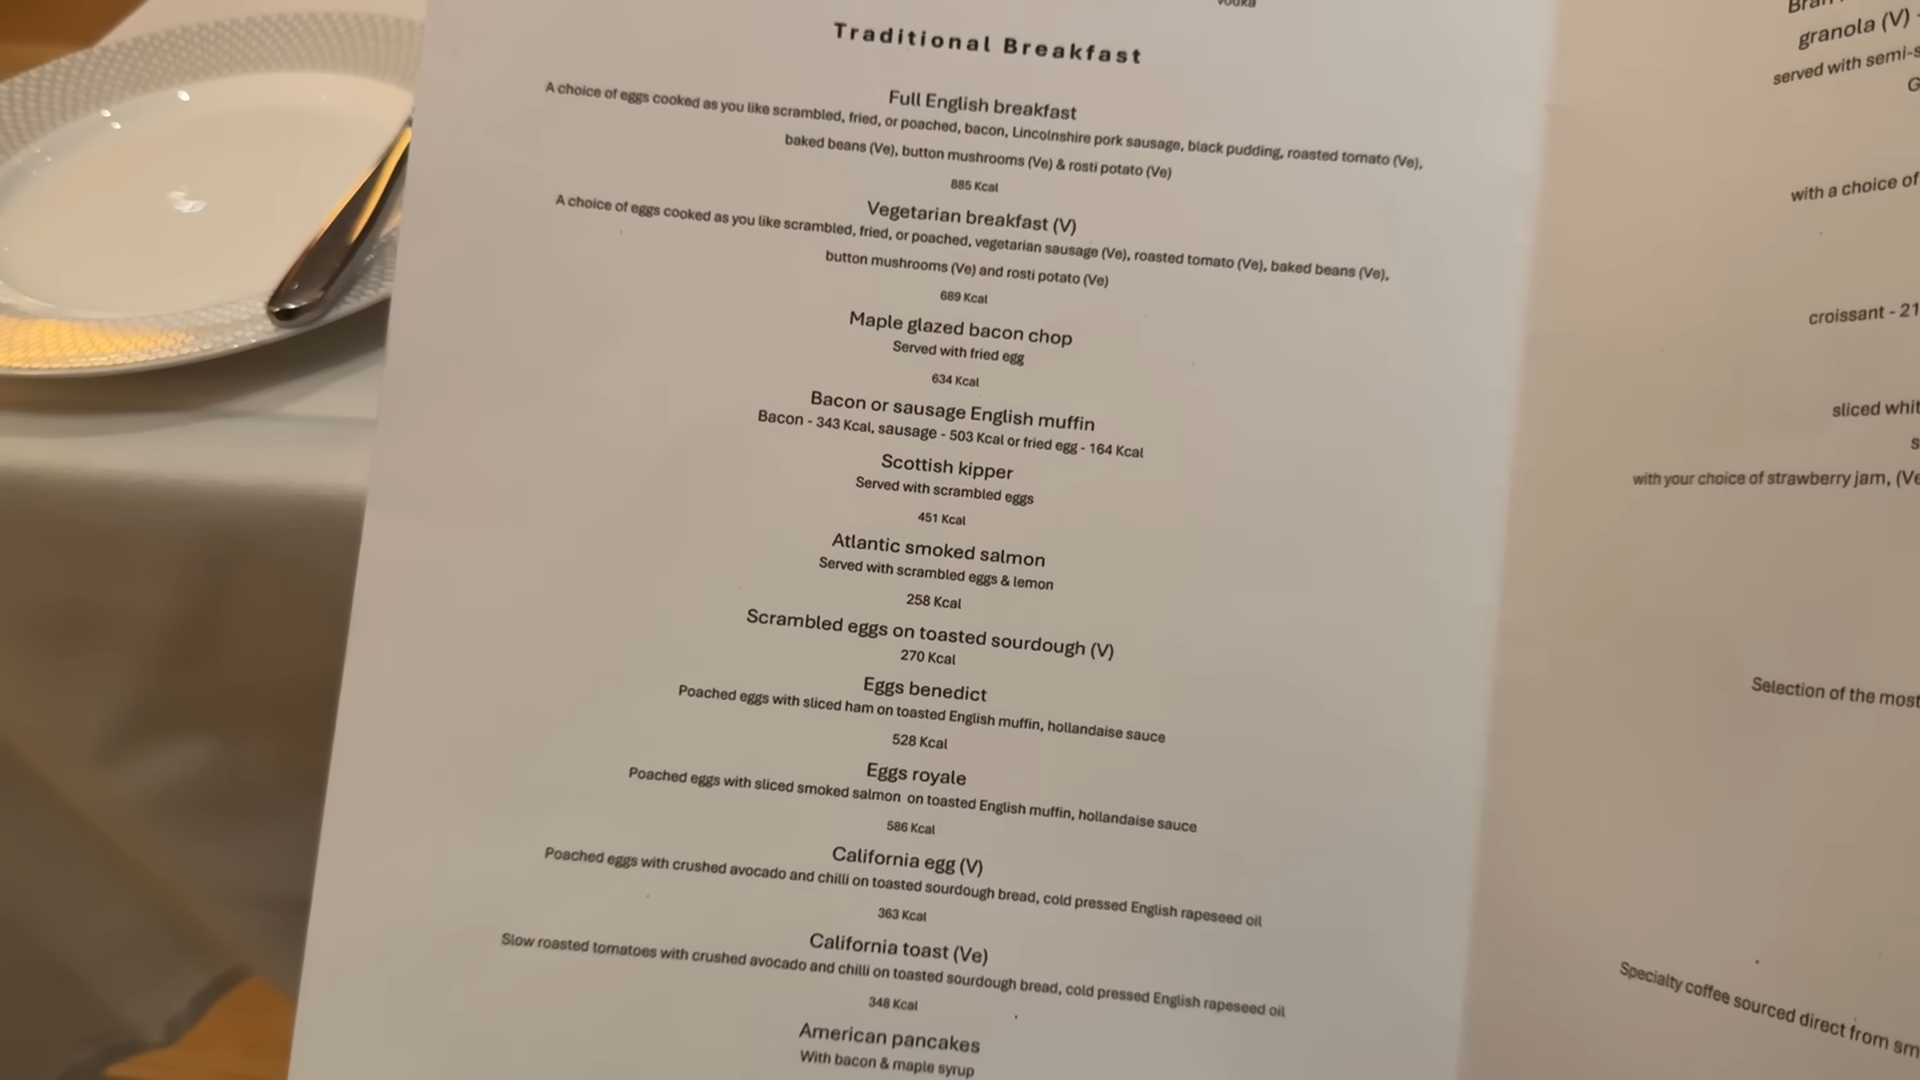 vodka
Traditional Breakfast
Full English breakfast
A choice of eggs cooked as you like scrambled, fried, or poached, bacon, Lincolnshire pork sausage, black pudding, roasted tomato (Ve),
baked beans (Ve), button mushrooms (Ve) & rosti potato (Ve)
885 Kcal
Vegetarian breakfast (V)
A choice of eggs cooked as you like scrambled, fried, or poached, vegetarian sausage (Ve), roasted tomato (Ve), baked beans (Ve),
button mushrooms (Ve) and rosti potato (Ve)
689 Kcal
Maple glazed bacon chop
Served with fried egg
634 Kcal
Bacon or sausage English muffin
Bacon - 343 Kcal, sausage - 503 Kcal or fried egg - 164 Kcal
Scottish kipper
Served with scrambled eggs
451 Kcal
Atlantic smoked salmon
Served with scrambled eggs & lemon
258 Kcal
Scrambled eggs on toasted sourdough (V)
270 Kcal
Eggs benedict
Poached eggs with sliced ham on toasted English muffin, hollandaise sauce
528 Kcal
Eggs royale
Poached eggs with sliced smoked salmon on toasted English muffin, hollandaise sauce
586 Kcal
California egg (V)
Poached eggs with crushed avocado and chilli on toasted sourdough bread, cold pressed English rapeseed oil
363 Kcal
California toast (Ve)
Slow roasted tomatoes with crushed avocado and chilli on toasted sourdough bread, cold pressed English rapeseed oil
348 Kcal
American pancakes
With bacon & maple syrup
granola (V) -
served with semi-s
G
with a choice of
croissant - 21
sliced whit
s
with your choice of strawberry jam, (Ve
Selection of the most
Specialty coffee sourced direct from sm